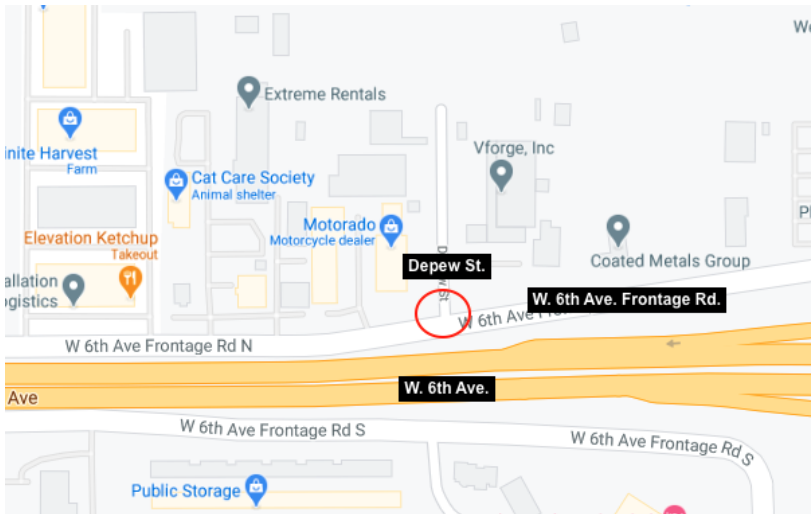 We
Extreme Rentals
inite Harvest
Farm
Vforge, Inc
Cat Care Society
Animal shelter
Pl
Motorado
Motorcycle dealer
Elevation Ketchup
Takeout
Coated Metals Group
Depew St.
allation
ogistics
W. 6th Ave. Frontage Rd.
W 6th Ave Frontage Rd N
W. 6th Ave.
Ave
W 6th Ave Frontage Rd S
W 6th Ave Frontage Rd S
Public Storage